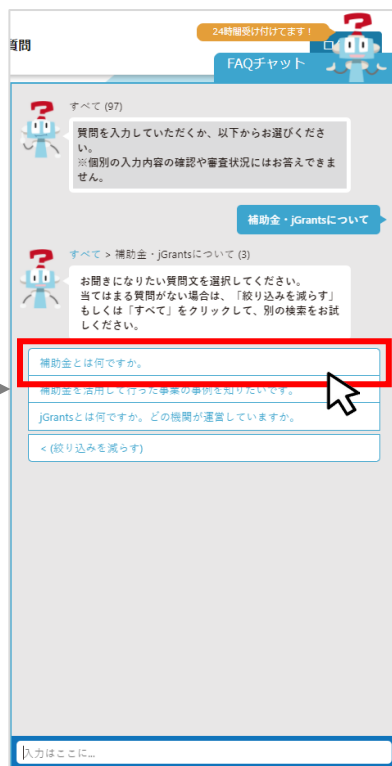 質問
24時間受け付けてます！
FAQチャット
すべて (97)
質問を入力していただくか、以下からお選びくださ
い。
※個別の入力内容の確認や審査状況にはお答えできま
せん。
補助金・jGrantsについて
すべて > 補助金・jGrantsについて (3)
お聞きになりたい質問文を選択してください。
当てはまる質問がない場合は、「絞り込みを減らす」
もしくは「すべて」をクリックして、別の検索をお試
しください。
補助金とは何ですか。
補助金を活用して行った事業の事例を知りたいです。
jGrantsとは何ですか。どの機関が運営していますか。
< (絞り込みを減らす)
入力はここに...